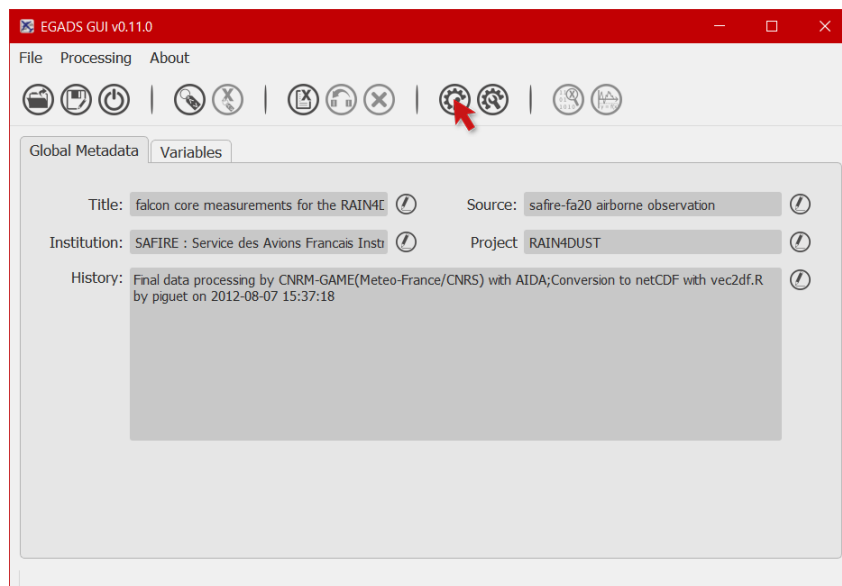 EGADS GUI v0.11.0
File Processing About
Global Metadata Variables
Title: falcon core measurements for the RAIN4D Source: safire-fa20 airborne observation
Institution: SAFIRE : Service des Avions Francais Instr Project RAIN4DUST
History: Final data processing by CNRM-GAME(Meteo-France/CNRS) with AIDA;Conversion to netCDF with vec2df.R
by piguet on 2012-08-07 15:37:18